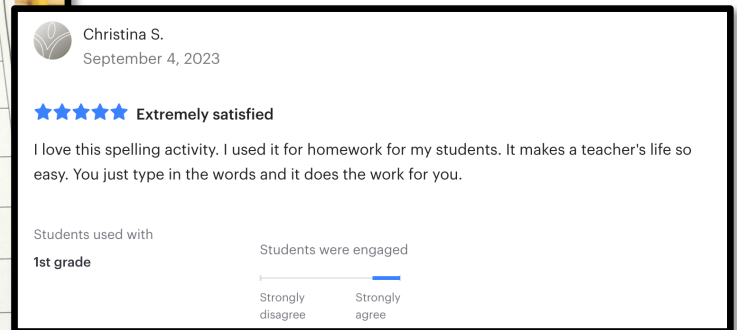 Christina S.
September 4, 2023
Extremely satisfied
I love this spelling activity. I used it for homework for my students. It makes a teacher's life so
easy. You just type in the words and it does the work for you.
Students used with
1st grade
Students were engaged
Strongly
disagree
Strongly
agree